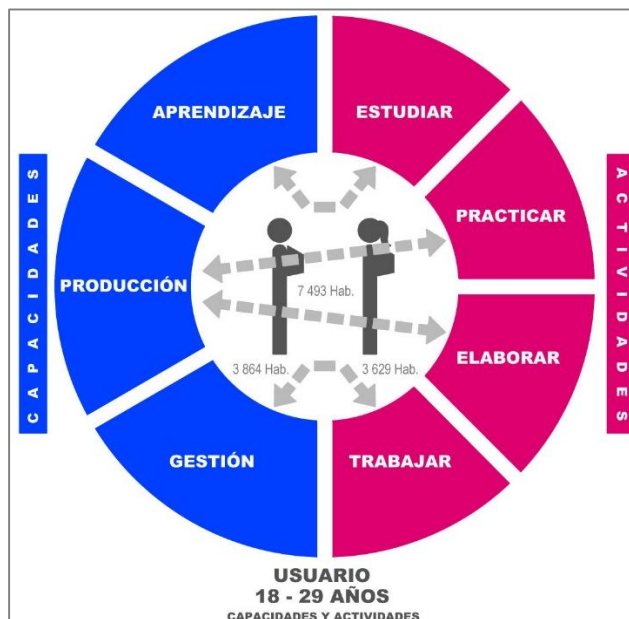 APRENDIZAJE
ESTUDIAR
CAPACIDADES
PRODUCCIÓN
PRACTICAR
ACTIVIDADES
7 493 Hab.
3 864 Hab.
3 629 Hab.
ELABORAR
GESTIÓN
TRABAJAR
USUARIO
18 - 29 AÑOS
CAPACIDADES Y ACTIVIDADES